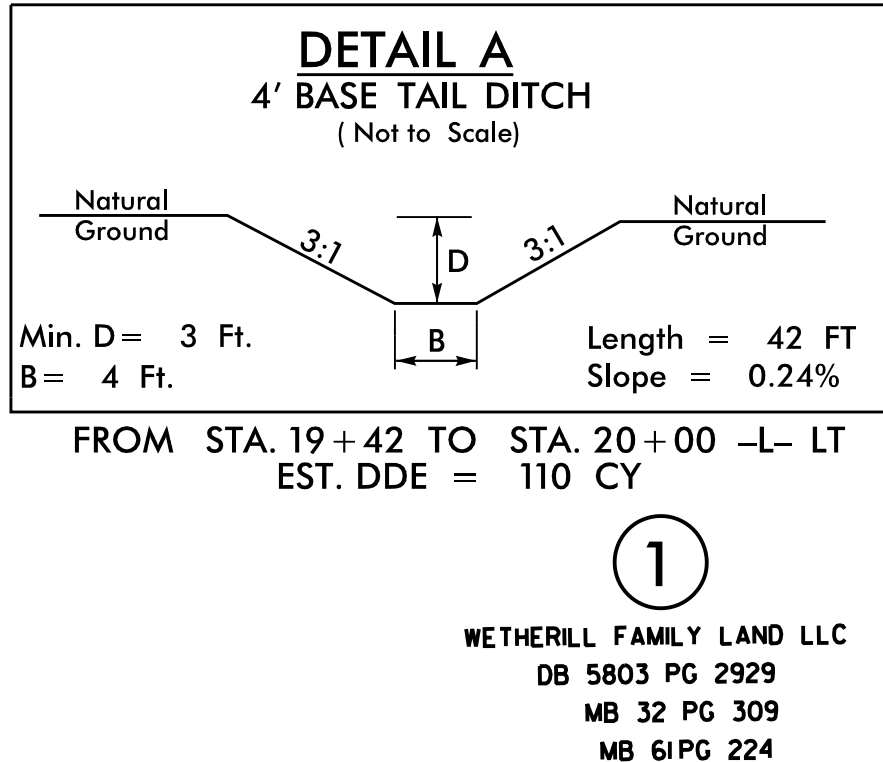 DETAIL A
4' BASE TAIL DITCH
( Not to Scale)
Natural
Ground
3:1
D
3:1
Natural
Ground
Min. D = 3 Ft.
B
Length = 42 FT
B = 4 Ft.
Slope = 0.24%
FROM STA. 19+42 TO STA. 20+00 -L- LT
EST. DDE = 110 CY
1
WETHERILL FAMILY LAND LLC
DB 5803 PG 2929
MB 32 PG 309
MB 61 PG 224